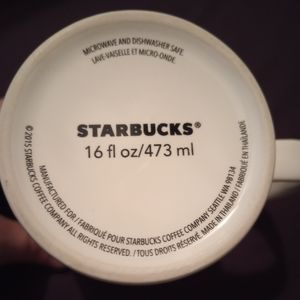 MICROWAVE AND DISHWASHER SAFE.
LAVE-VAISELLE ET MICRO-ONDE.
STARBUCKS®
16 fl oz/473 ml
©2015 STARBUCKS COFFEE COMPANY
MANUFACTURED FOR / FABRIQUÉ POUR STARBUCKS COFFEE COMPANY SEATTLE WA 98134
COMPANY ALL RIGHTS RESERVED. / TOUS DROITS RÉSERVÉ. MADE IN THAILAND / FABRIQUÉ EN THAÏLANDE